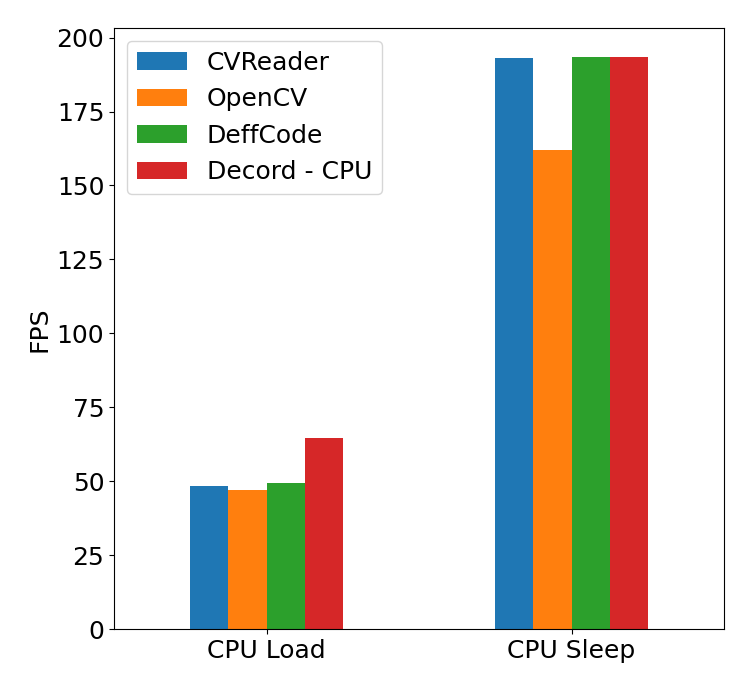 200
175
150
125
100
75
50
25
0
FPS
CVReader
OpenCV
DeffCode
Decord - CPU
CPU Load
CPU Sleep